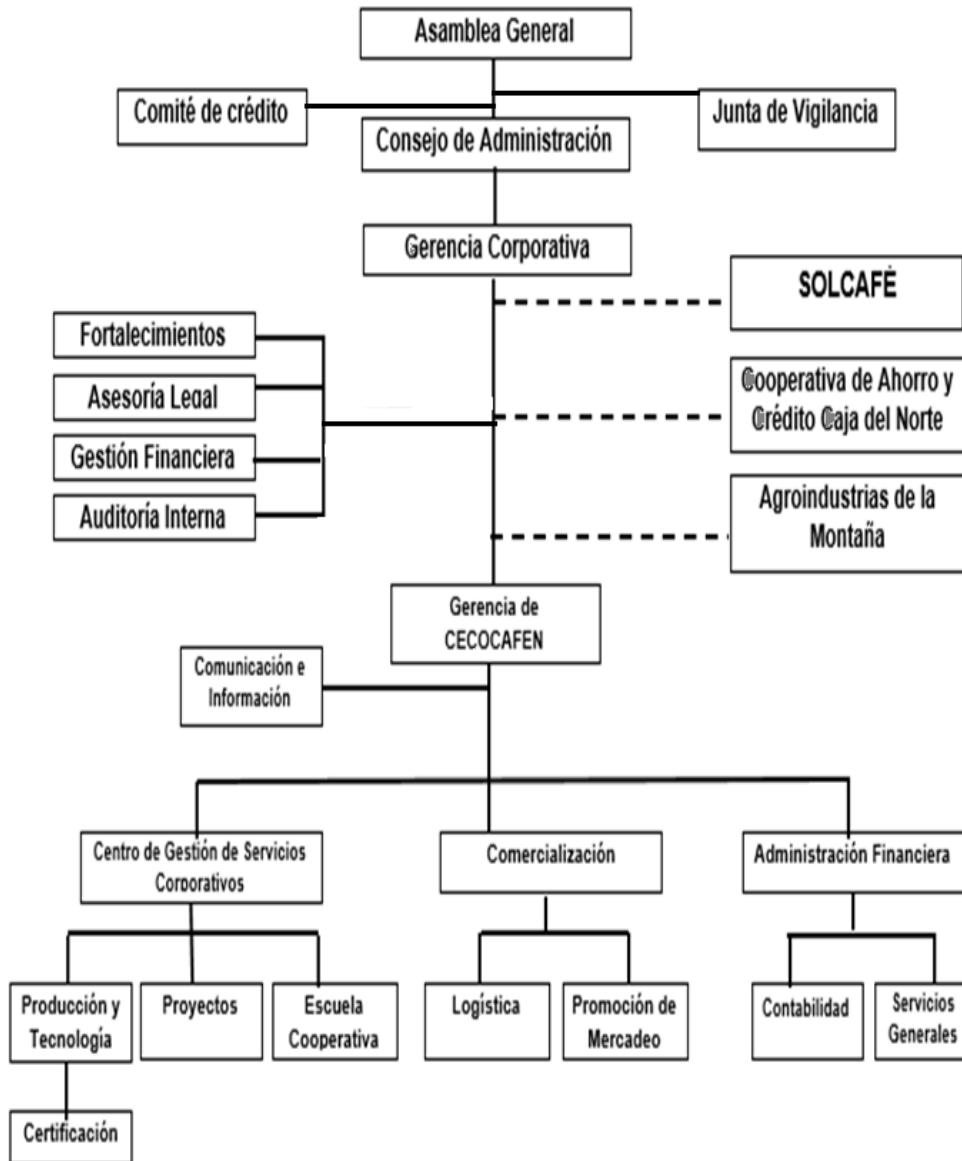 Asamblea General
Comité de crédito
Junta de Vigilancia
Consejo de Administración
Gerencia Corporativa
SOLCAFÉ
Fortalecimientos
Cooperativa de Ahorro y
Crédito Caja del Norte
Asesoría Legal
Gestión Financiera
Auditoría Interna
Agroindustrias de la
Montaña
Gerencia de
CECOCAFEN
Comunicación e
Información
Centro de Gestión de Servicios
Corporativos
Comercialización
Administración Financiera
Producción y
Tecnología
Proyectos
Escuela
Cooperativa
Logística
Promoción de
Mercadeo
Contabilidad
Servicios
Generales
Certificación